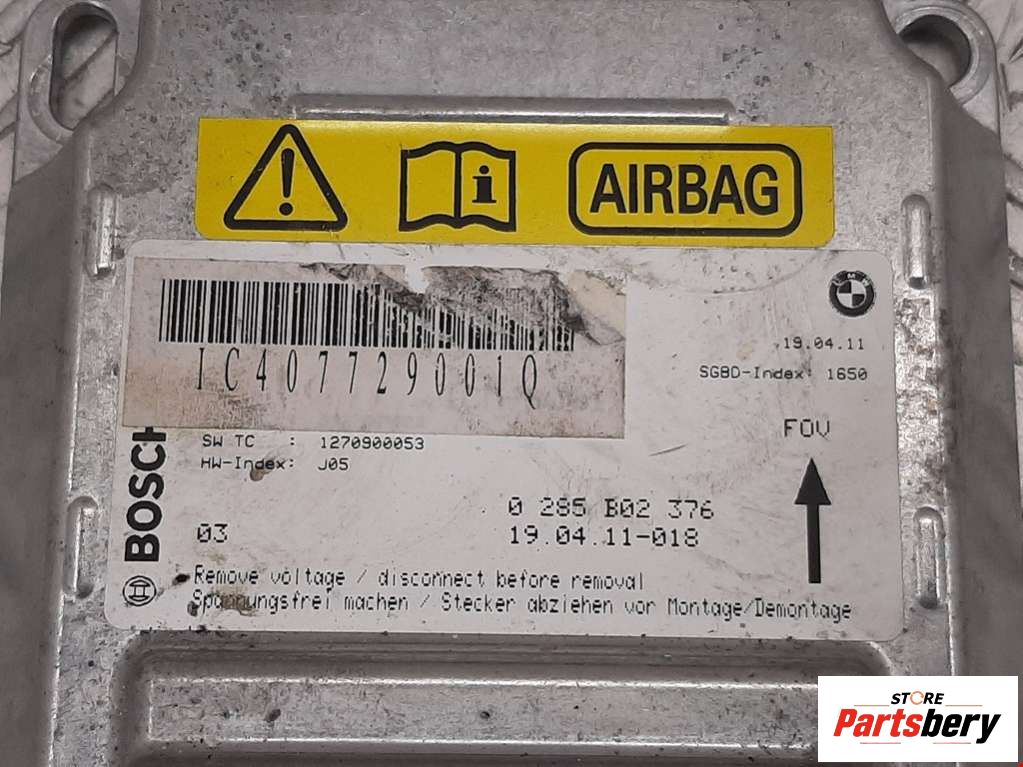 AIRBAG
BMW
1C4077290001Q
19.04.11
SGBD-Index: 1650
SW TC : 1270900053
HW-Index: J05
FOV
BOSCH
0 285 B02 376
03
19.04.11-018
Remove voltage / disconnect before removal
Spannungsfrei machen / Stecker abziehen vor Montage/Demontage
STORE
Partsbery